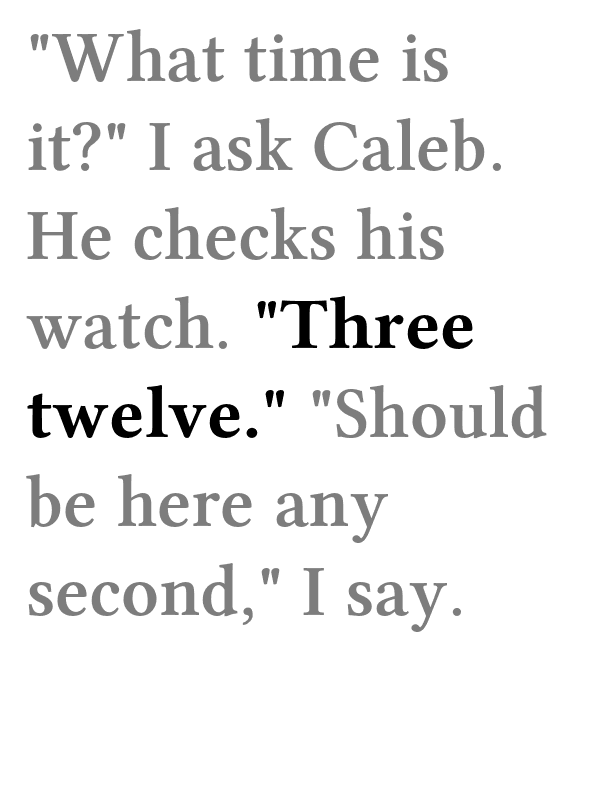 "What time is
it?" I ask Caleb.
He checks his
watch. "Three
twelve." "Should
be here any
second," I say.